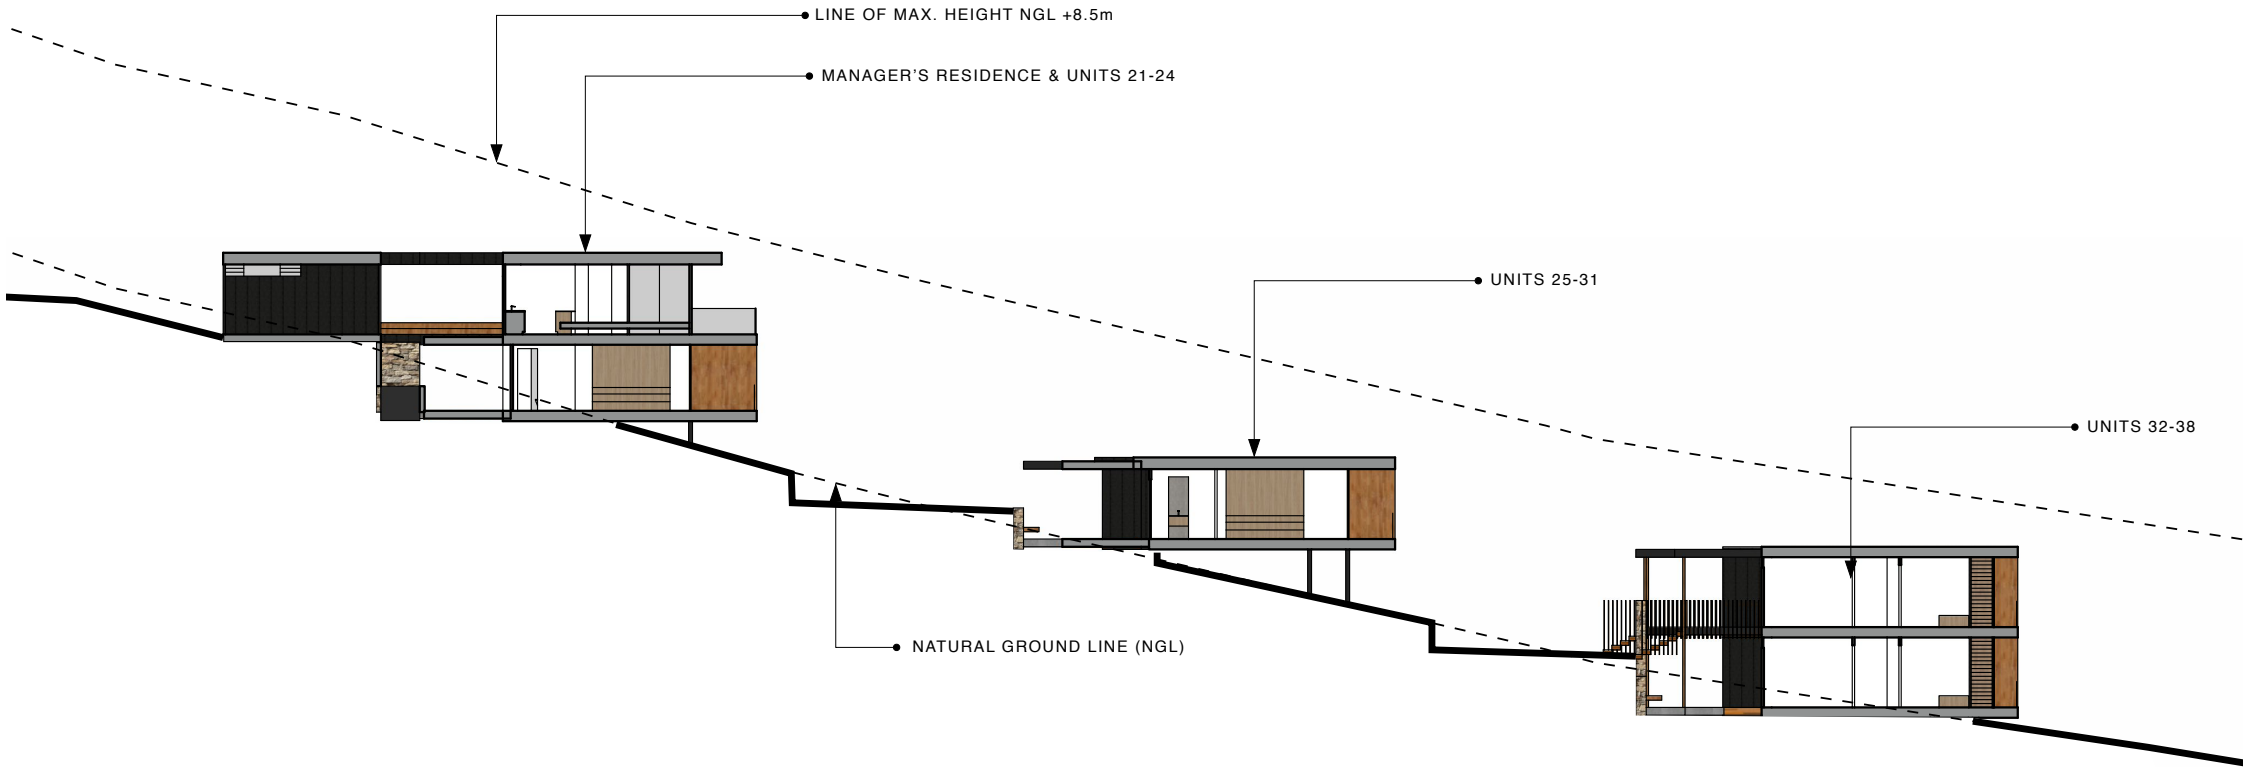 LINE OF MAX. HEIGHT NGL +8.5m
MANAGER'S RESIDENCE & UNITS 21-24
UNITS 25-31
UNITS 32-38
NATURAL GROUND LINE (NGL)